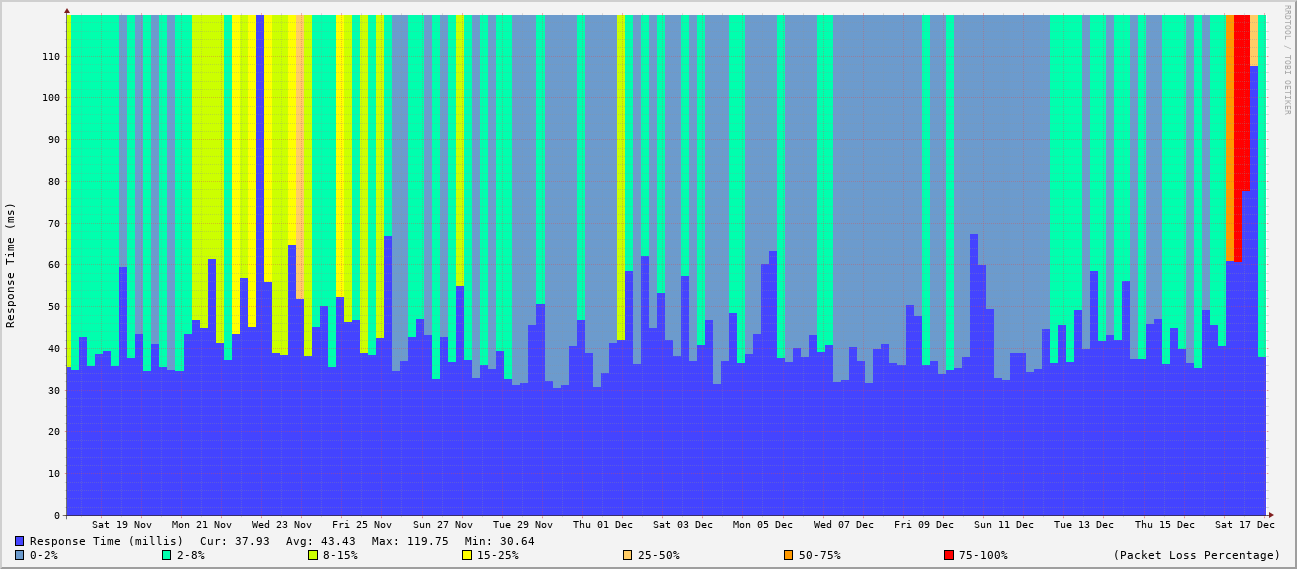 RRDTOOL / TOBI OETIKER
Response Time (ms)
110
100
90
80
70
60
50
40
30
20
10
0
Sat 19 Nov Mon 21 Nov Wed 23 Nov Fri 25 Nov Sun 27 Nov Tue 29 Nov Thu 01 Dec Sat 03 Dec Mon 05 Dec Wed 07 Dec Fri 09 Dec Sun 11 Dec Tue 13 Dec Thu 15 Dec Sat 17 Dec
Response Time (millis) Cur: 37.93 Avg: 43.43 Max: 119.75 Min: 30.64
0-2% 2-8% 8-15% 15-25% 25-50% 50-75% 75-100% (Packet Loss Percentage)